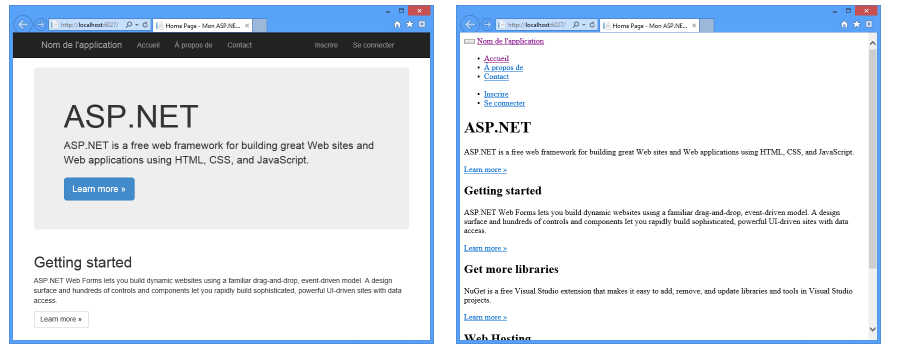 http://localhost:6027/
Home Page - Mon ASP.NE...
Nom de l'application
Accueil
À propos de
Contact
Inscrire
Se connecter
ASP.NET
ASP.NET is a free web framework for building great Web sites and
Web applications using HTML, CSS, and JavaScript.
Learn more »
Getting started
ASP.NET Web Forms lets you build dynamic websites using a familiar drag-and-drop, event-driven model. A design
surface and hundreds of controls and components let you rapidly build sophisticated, powerful UI-driven sites with data
access.
Learn more »
http://localhost:6027/
Home Page - Mon ASP.NE...
Nom de l'application
Accueil
À propos de
Contact
Inscrire
Se connecter
ASP.NET
ASP.NET is a free web framework for building great Web sites and Web applications using HTML, CSS, and JavaScript.
Learn more »
Getting started
ASP.NET Web Forms lets you build dynamic websites using a familiar drag-and-drop, event-driven model. A design
surface and hundreds of controls and components let you rapidly build sophisticated, powerful UI-driven sites with data
access.
Learn more »
Get more libraries
NuGet is a free Visual Studio extension that makes it easy to add, remove, and update libraries and tools in Visual Studio
projects.
Learn more »
Web Hosting